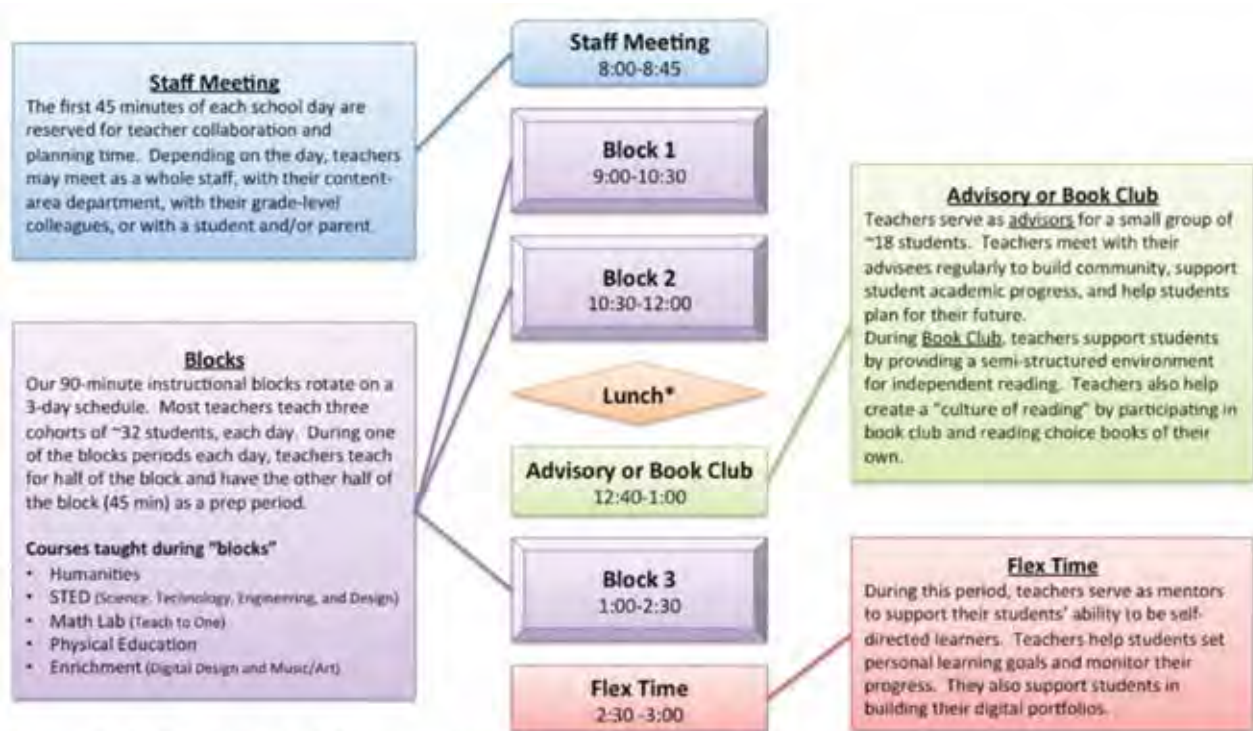 Staff Meeting
The first 45 minutes of each school day are
reserved for teacher collaboration and
planning time. Depending on the day, teachers
may meet as a whole staff, with their content-
area department, with their grade-level
colleagues, or with a student and/or parent.
Blocks
Our 90-minute instructional blocks rotate on a
3-day schedule. Most teachers teach three
cohorts of ~32 students, each day. During one
of the blocks periods each day, teachers teach
for half of the block and have the other half of
the block (45 min) as a prep period.
Courses taught during "blocks"
• Humanities
• STED (Science, Technology, Engineering, and Design)
• Math Lab (Teach to One)
• Physical Education
• Enrichment (Digital Design and Music/Art)
Staff Meeting
8:00-8:45
Block 1
9:00-10:30
Block 2
10:30-12:00
Lunch*
Advisory or Book Club
12:40-1:00
Block 3
1:00-2:30
Flex Time
2:30 -3:00
Advisory or Book Club
Teachers serve as advisors for a small group of
~18 students. Teachers meet with their
advisees regularly to build community, support
student academic progress, and help students
plan for their future.
During Book Club, teachers support students
by providing a semi-structured environment
for independent reading. Teachers also help
create a "culture of reading" by participating in
book club and reading choice books of their
own.
Flex Time
During this period, teachers serve as mentors
to support their students' ability to be self-
directed learners. Teachers help students set
personal learning goals and monitor their
progress. They also support students in
building their digital portfolios.